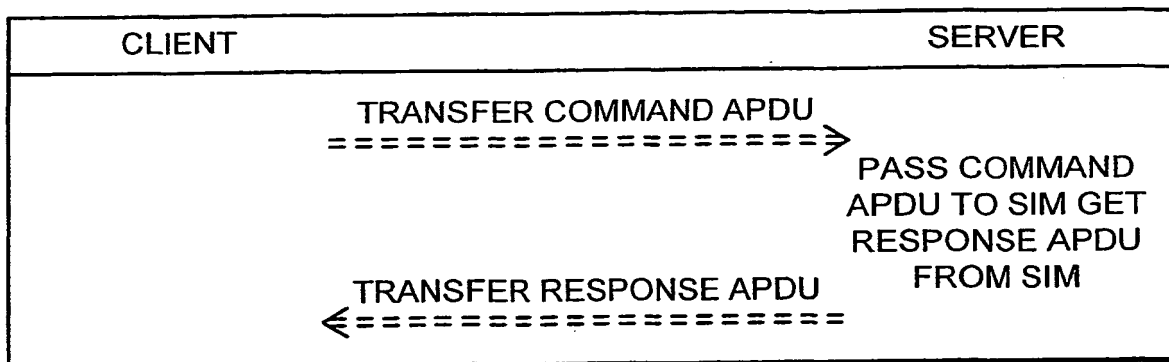 CLIENT SERVER
TRANSFER COMMAND APDU
PASS COMMAND
APDU TO SIM GET
RESPONSE APDU
FROM SIM
TRANSFER RESPONSE APDU